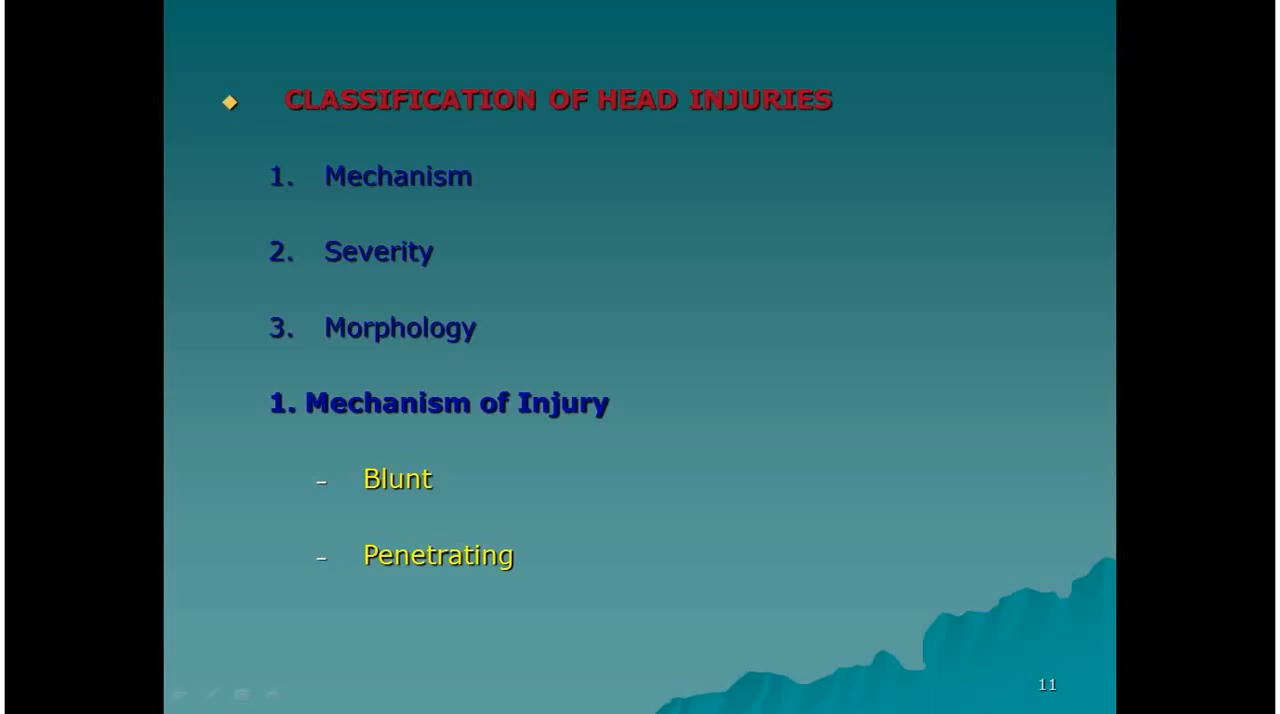 CLASSIFICATION OF HEAD INJURIES
1. Mechanism
2. Severity
3. Morphology
1. Mechanism of Injury
– Blunt
– Penetrating
11